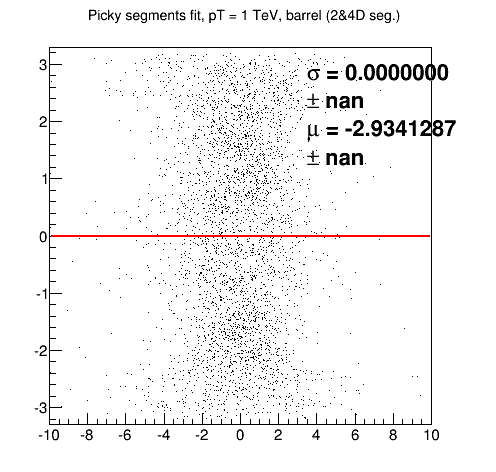 Picky segments fit, pT = 1 TeV, barrel (2&4D seg.)
σ = 0.0000000
± nan
μ = -2.9341287
± nan
3
2
1
0
-1
-2
-3
-10 -8 -6 -4 -2 0 2 4 6 8 10